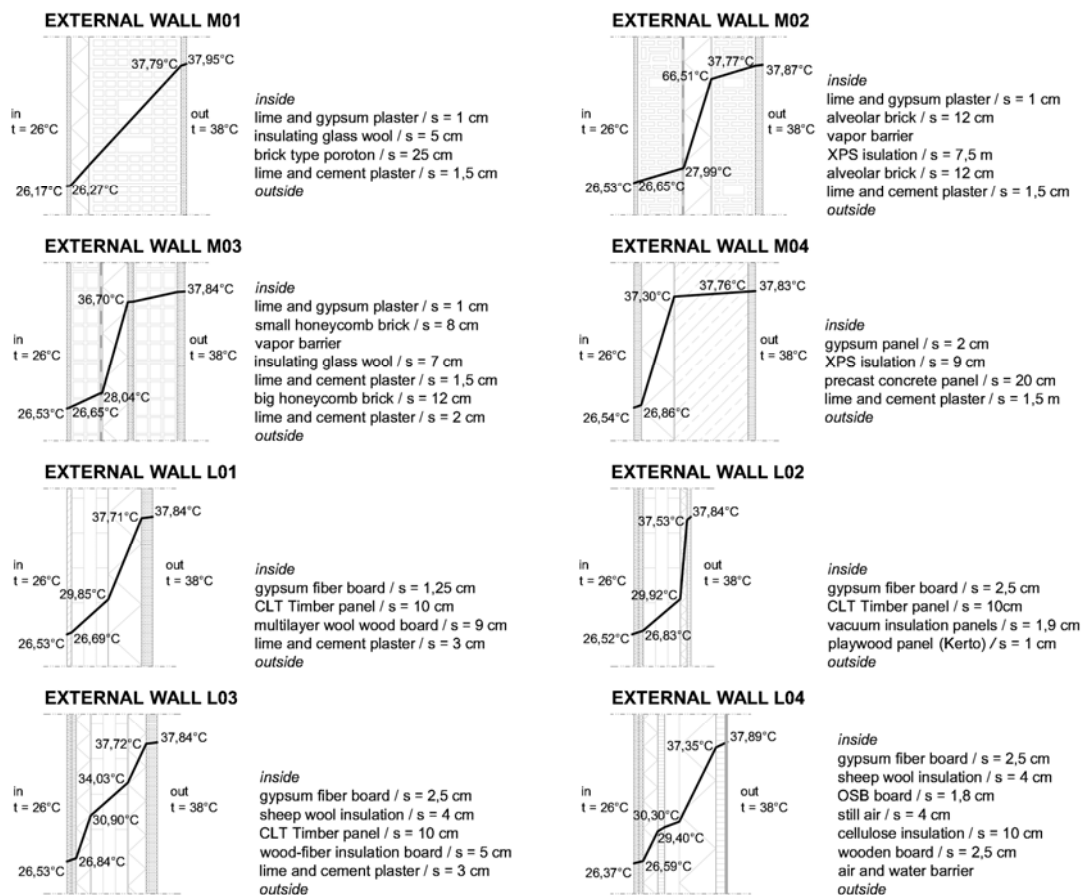 EXTERNAL WALL M01
37,79°C
37,95°C
in
t = 26°C
out
t = 38°C
26,17°C
26,27°C
inside
lime and gypsum plaster / s = 1 cm
insulating glass wool / s = 5 cm
brick type poroton / s = 25 cm
lime and cement plaster / s = 1,5 cm
outside
EXTERNAL WALL M02
37,77°C
66,51°C
37,87°C
in
t = 26°C
out
t = 38°C
27,99°C
26,53°C
26,65°C
inside
lime and gypsum plaster / s = 1 cm
alveolar brick / s = 12 cm
vapor barrier
XPS isulation / s = 7,5 m
alveolar brick / s = 12 cm
lime and cement plaster / s = 1,5 cm
outside
EXTERNAL WALL M03
37,84°C
36,70°C
in
t = 26°C
out
t = 38°C
28,04°C
26,53°C
26,65°C
inside
lime and gypsum plaster / s = 1 cm
small honeycomb brick / s = 8 cm
vapor barrier
insulating glass wool / s = 7 cm
lime and cement plaster / s = 1,5 cm
big honeycomb brick / s = 12 cm
lime and cement plaster / s = 2 cm
outside
EXTERNAL WALL M04
37,76°C
37,83°C
37,30°C
in
t = 26°C
out
t = 38°C
26,54°C
26,86°C
inside
gypsum panel / s = 2 cm
XPS isulation / s = 9 cm
precast concrete panel / s = 20 cm
lime and cement plaster / s = 1,5 m
outside
EXTERNAL WALL L01
37,71°C
37,84°C
in
t = 26°C
out
t = 38°C
29,85°C
26,53°C
26,69°C
inside
gypsum fiber board / s = 1,25 cm
CLT Timber panel / s = 10 cm
multilayer wool wood board / s = 9 cm
lime and cement plaster / s = 3 cm
outside
EXTERNAL WALL L02
37,53°C
37,84°C
in
t = 26°C
out
t = 38°C
29,92°C
26,52°C
26,83°C
inside
gypsum fiber board / s = 2,5 cm
CLT Timber panel / s = 10cm
vacuum insulation panels / s = 1,9 cm
playwood panel (Kerto) / s = 1 cm
outside
EXTERNAL WALL L03
37,72°C
37,84°C
34,03°C
in
t = 26°C
out
t = 38°C
30,90°C
26,53°C
26,84°C
inside
gypsum fiber board / s = 2,5 cm
sheep wool insulation / s = 4 cm
CLT Timber panel / s = 10 cm
wood-fiber insulation board / s = 5 cm
lime and cement plaster / s = 3 cm
outside
EXTERNAL WALL L04
37,35°C
37,89°C
in
t = 26°C
out
t = 38°C
30,30°C
29,40°C
26,37°C
26,59°C
inside
gypsum fiber board / s = 2,5 cm
sheep wool insulation / s = 4 cm
OSB board / s = 1,8 cm
still air / s = 4 cm
cellulose insulation / s = 10 cm
wooden board / s = 2,5 cm
air and water barrier
outside